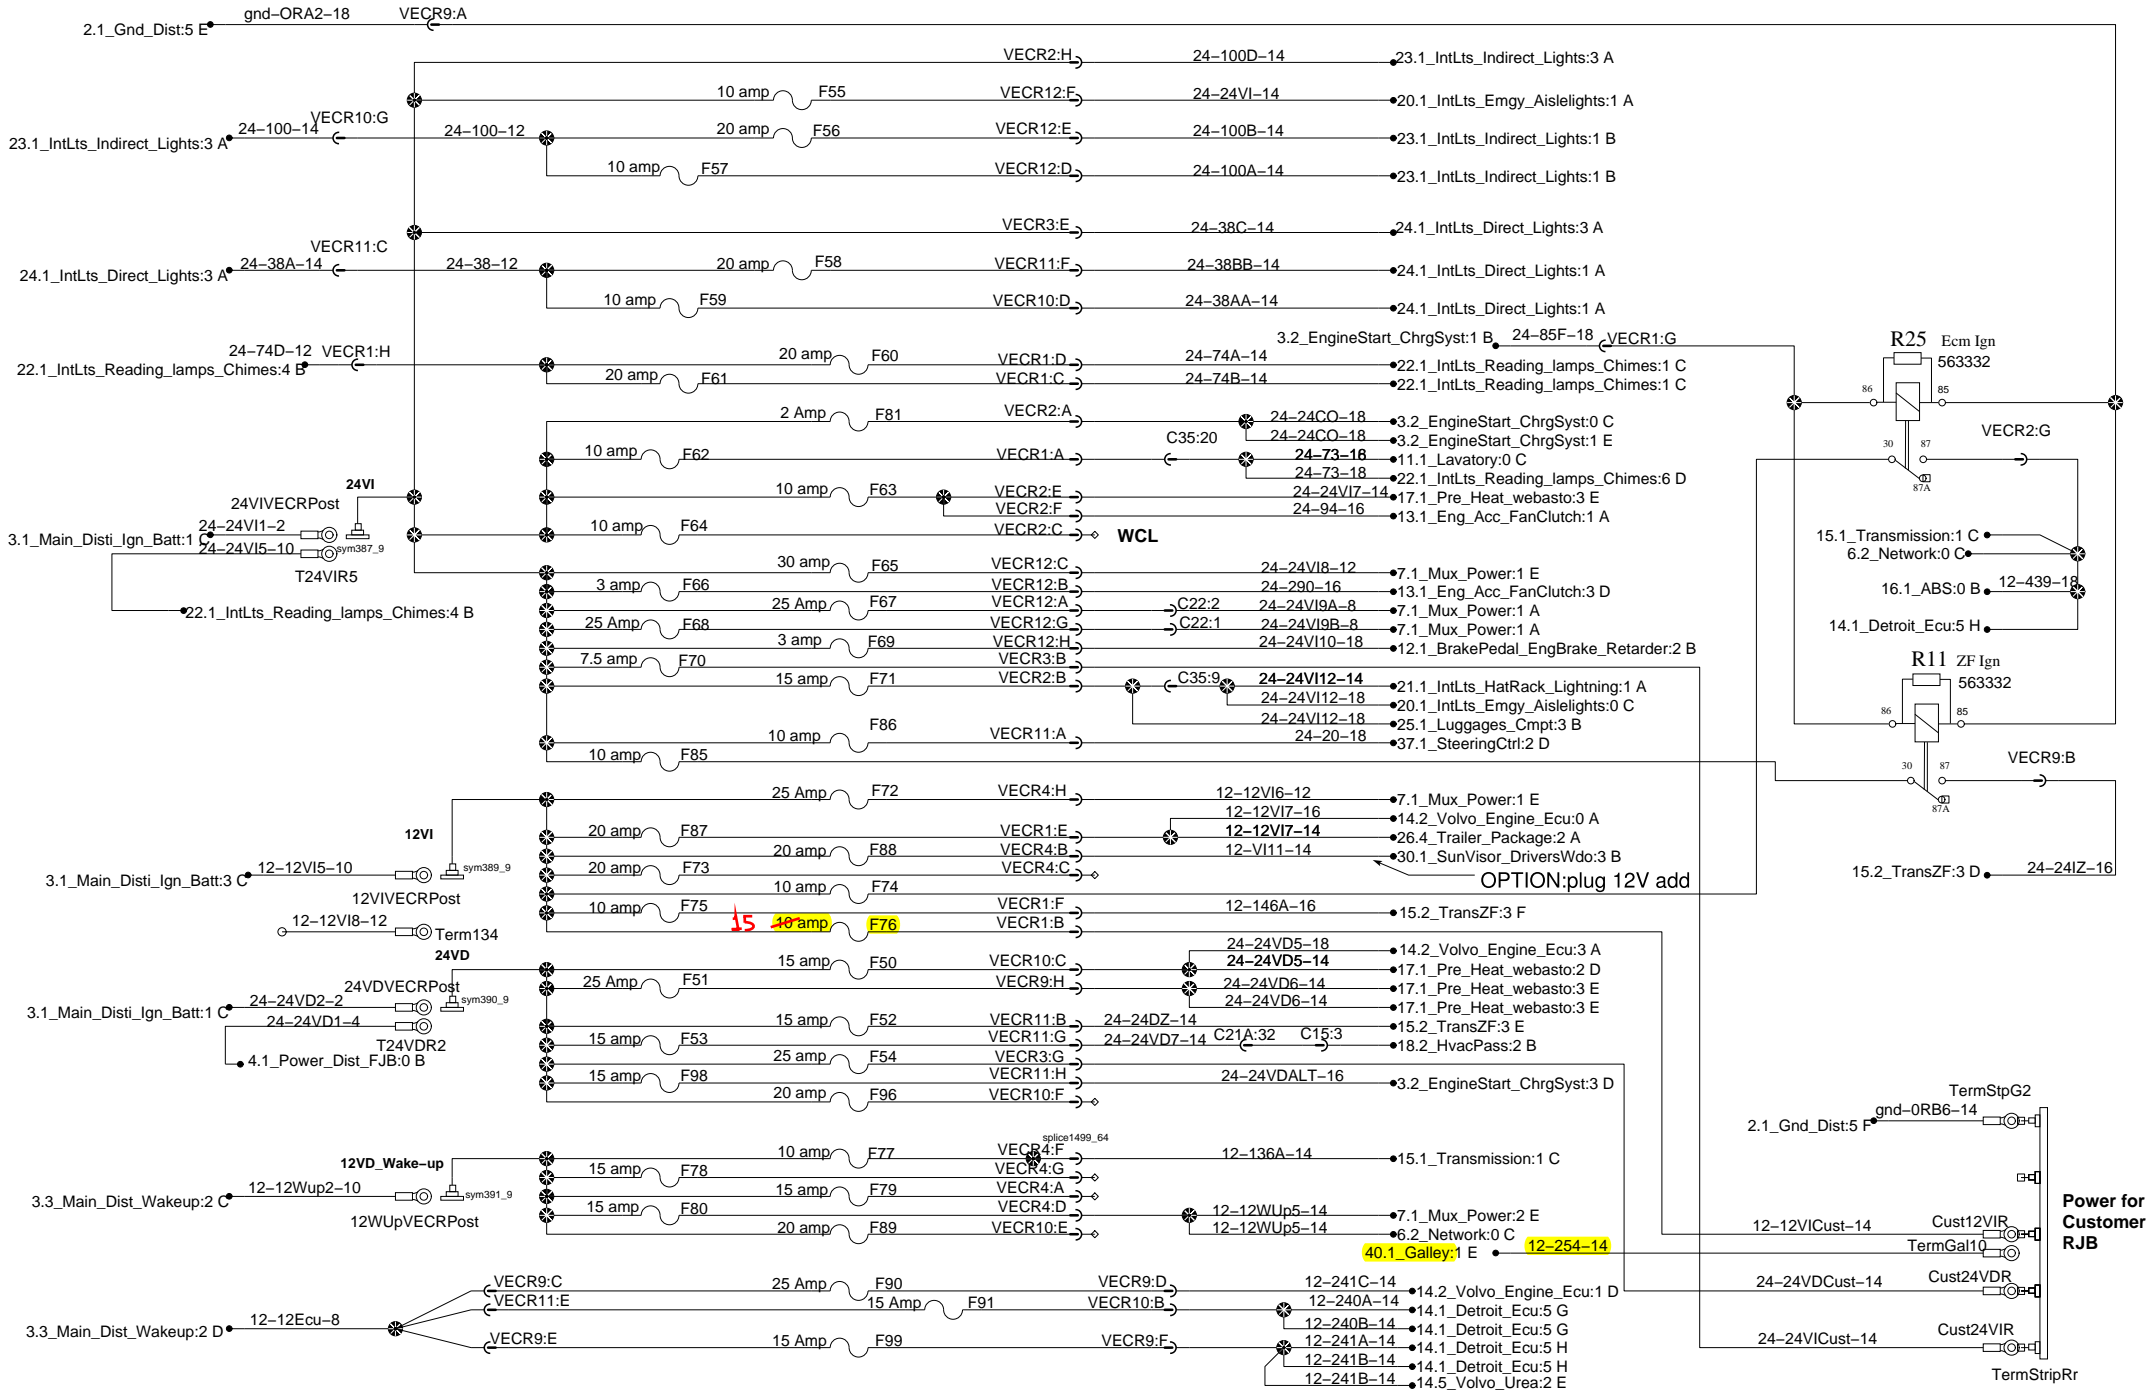 gnd-ORA2-18 VECR9:A
2.1_Gnd_Dist:5 E
VECR2:H 24-100D-14 23.1_IntLts_Indirect_Lights:3 A
10 amp F55 VECR12:F 24-24VI-14 20.1_IntLts_Emgy_Aislelights:1 A
VECR10:G
23.1_IntLts_Indirect_Lights:3 A 24-100-14 24-100-12 20 amp F56 VECR12:E 24-100B-14 23.1_IntLts_Indirect_Lights:1 B
10 amp F57 VECR12:D 24-100A-14 23.1_IntLts_Indirect_Lights:1 B
VECR3:E 24-38C-14 24.1_IntLts_Direct_Lights:3 A
VECR11:C
24.1_IntLts_Direct_Lights:3 A 24-38A-14 24-38-12 20 amp F58 VECR11:F 24-38BB-14 24.1_IntLts_Direct_Lights:1 A
10 amp F59 VECR10:D 24-38AA-14 24.1_IntLts_Direct_Lights:1 A
3.2_EngineStart_ChrgSyst:1 B 24-85F-18 VECR1:G
R25 Ecm Ign
563332
24-74D-12 VECR1:H
22.1_IntLts_Reading_lamps_Chimes:4 B 20 amp F60 VECR1:D 24-74A-14 22.1_IntLts_Reading_lamps_Chimes:1 C
20 amp F61 VECR1:C 24-74B-14 22.1_IntLts_Reading_lamps_Chimes:1 C
86 85
2 Amp F81 VECR2:A 24-24CO-18 3.2_EngineStart_ChrgSyst:0 C
24-24CO-18 3.2_EngineStart_ChrgSyst:1 E
VECR2:G
30 87
87A
10 amp F62 VECR1:A C35:20 24-73-16 11.1_Lavatory:0 C
24-73-18 22.1_IntLts_Reading_lamps_Chimes:6 D
10 amp F63 VECR2:E 24-24VI7-14 17.1_Pre_Heat_webasto:3 E
VECR2:F 24-94-16 13.1_Eng_Acc_FanClutch:1 A
24VI
24VIVECRPost
3.1_Main_Disti_Ign_Batt:1 C 24-24VI1-2
24-24VI5-10 sym387_9
T24VIR5
22.1_IntLts_Reading_lamps_Chimes:4 B
10 amp F64 VECR2:C WCL
15.1_Transmission:1 C
6.2_Network:0 C
16.1_ABS:0 B 12-439-18
14.1_Detroit_Ecu:5 H
30 amp F65 VECR12:C 24-24VI8-12 7.1_Mux_Power:1 E
3 amp F66 VECR12:B 24-290-16 13.1_Eng_Acc_FanClutch:3 D
25 Amp F67 VECR12:A C22:2 24-24VI9A-8 7.1_Mux_Power:1 A
25 Amp F68 VECR12:G C22:1 24-24VI9B-8 7.1_Mux_Power:1 A
3 amp F69 VECR12:H 24-24VI10-18 12.1_BrakePedal_EngBrake_Retarder:2 B
7.5 amp F70 VECR3:B
R11 ZF Ign
563332
15 amp F71 VECR2:B C35:9 24-24VI12-14 21.1_IntLts_HatRack_Lightning:1 A
24-24VI12-18 20.1_IntLts_Emgy_Aislelights:0 C
24-24VI12-18 25.1_Luggages_Cmpt:3 B
86 85
10 amp F86 VECR11:A 24-20-18 37.1_SteeringCtrl:2 D
10 amp F85
30 87 VECR9:B
87A
25 Amp F72 VECR4:H 12-12VI6-12 7.1_Mux_Power:1 E
12-12VI7-16 14.2_Volvo_Engine_Ecu:0 A
12VI
20 amp F87 VECR1:E 12-12VI7-14 26.4_Trailer_Package:2 A
20 amp F88 VECR4:B 12-VI11-14 30.1_SunVisor_DriversWdo:3 B
3.1_Main_Disti_Ign_Batt:3 C 12-12VI5-10 sym389_9 20 amp F73 VECR4:C
OPTION:plug 12V add
15.2_TransZF:3 D 24-24IZ-16
12VIVECRPost 10 amp F74
10 amp F75 VECR1:F 12-146A-16 15.2_TransZF:3 F
15 10 amp F76 VECR1:B
12-12VI8-12 Term134
24VD
24VDVECRPost
15 amp F50 VECR10:C 24-24VD5-18 14.2_Volvo_Engine_Ecu:3 A
24-24VD5-14 17.1_Pre_Heat_webasto:2 D
25 Amp F51 VECR9:H 24-24VD6-14 17.1_Pre_Heat_webasto:3 E
24-24VD6-14 17.1_Pre_Heat_webasto:3 E
3.1_Main_Disti_Ign_Batt:1 C 24-24VD2-2 sym390_9
24-24VD1-4
T24VDR2
4.1_Power_Dist_FJB:0 B
15 amp F52 VECR11:B 24-24DZ-14 15.2_TransZF:3 E
15 amp F53 VECR11:G 24-24VD7-14 C21A:32 C15:3 18.2_HvacPass:2 B
25 amp F54 VECR3:G
15 amp F98 VECR11:H 24-24VDALT-16 3.2_EngineStart_ChrgSyst:3 D
20 amp F96 VECR10:F
TermStpG2
2.1_Gnd_Dist:5 F gnd-0RB6-14
splice1499_64
12VD_Wake-up
10 amp F77 VECR4:F 12-136A-14 15.1_Transmission:1 C
15 amp F78 VECR4:G
3.3_Main_Dist_Wakeup:2 C 12-12Wup2-10 sym391_9 15 amp F79 VECR4:A
12WUpVECRPost 15 amp F80 VECR4:D 12-12WUp5-14 7.1_Mux_Power:2 E
20 amp F89 VECR10:E 12-12WUp5-14 6.2_Network:0 C
Power for
Customer
RJB
12-12VICust-14 Cust12VIR
40.1_Galley:1 E 12-254-14 TermGal10
24-24VDCust-14 Cust24VDR
24-24VICust-14 Cust24VIR
TermStripRr
VECR9:C 25 Amp F90 VECR9:D 12-241C-14 14.2_Volvo_Engine_Ecu:1 D
VECR11:E 15 Amp F91 VECR10:B 12-240A-14 14.1_Detroit_Ecu:5 G
3.3_Main_Dist_Wakeup:2 D 12-12Ecu-8 12-240B-14 14.1_Detroit_Ecu:5 G
VECR9:E 15 Amp F99 VECR9:F 12-241A-14 14.1_Detroit_Ecu:5 H
12-241B-14 14.1_Detroit_Ecu:5 H
12-241B-14 14.5_Volvo_Urea:2 E